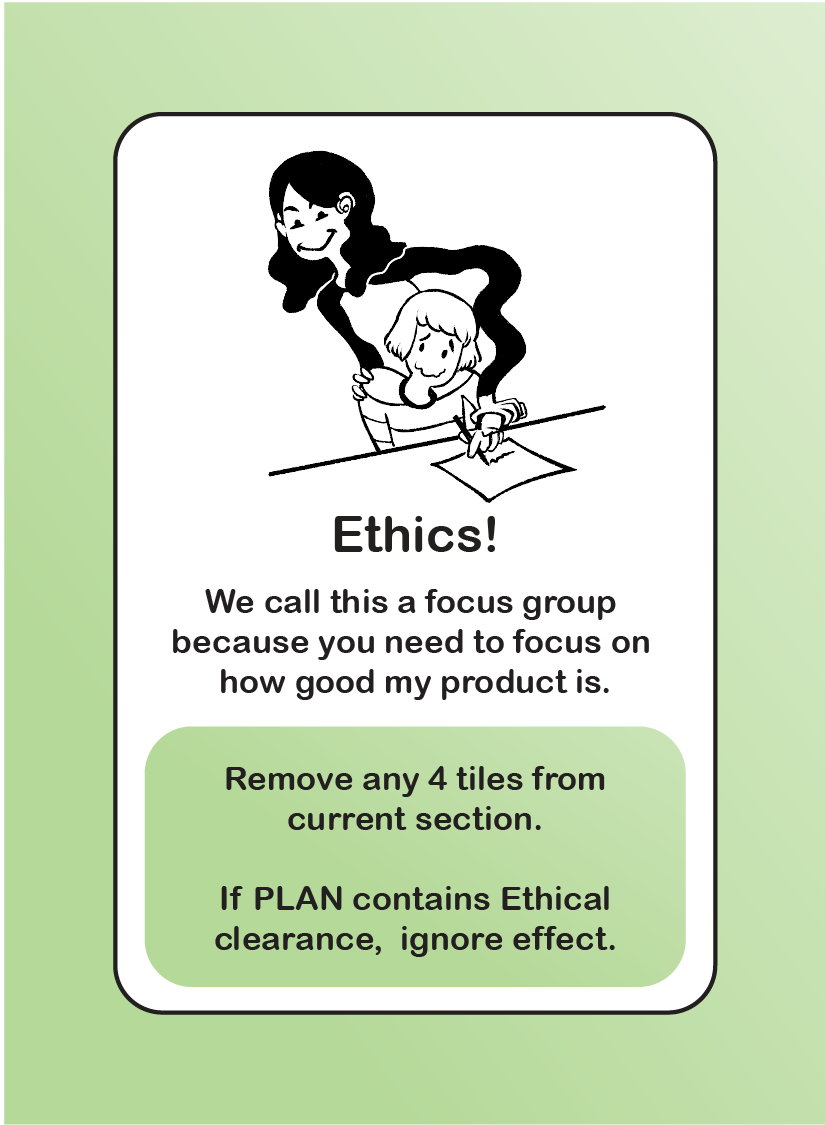 Ethics!
We call this a focus group
because you need to focus on
how good my product is.
Remove any 4 tiles from
current section.
If PLAN contains Ethical
clearance,  ignore effect.